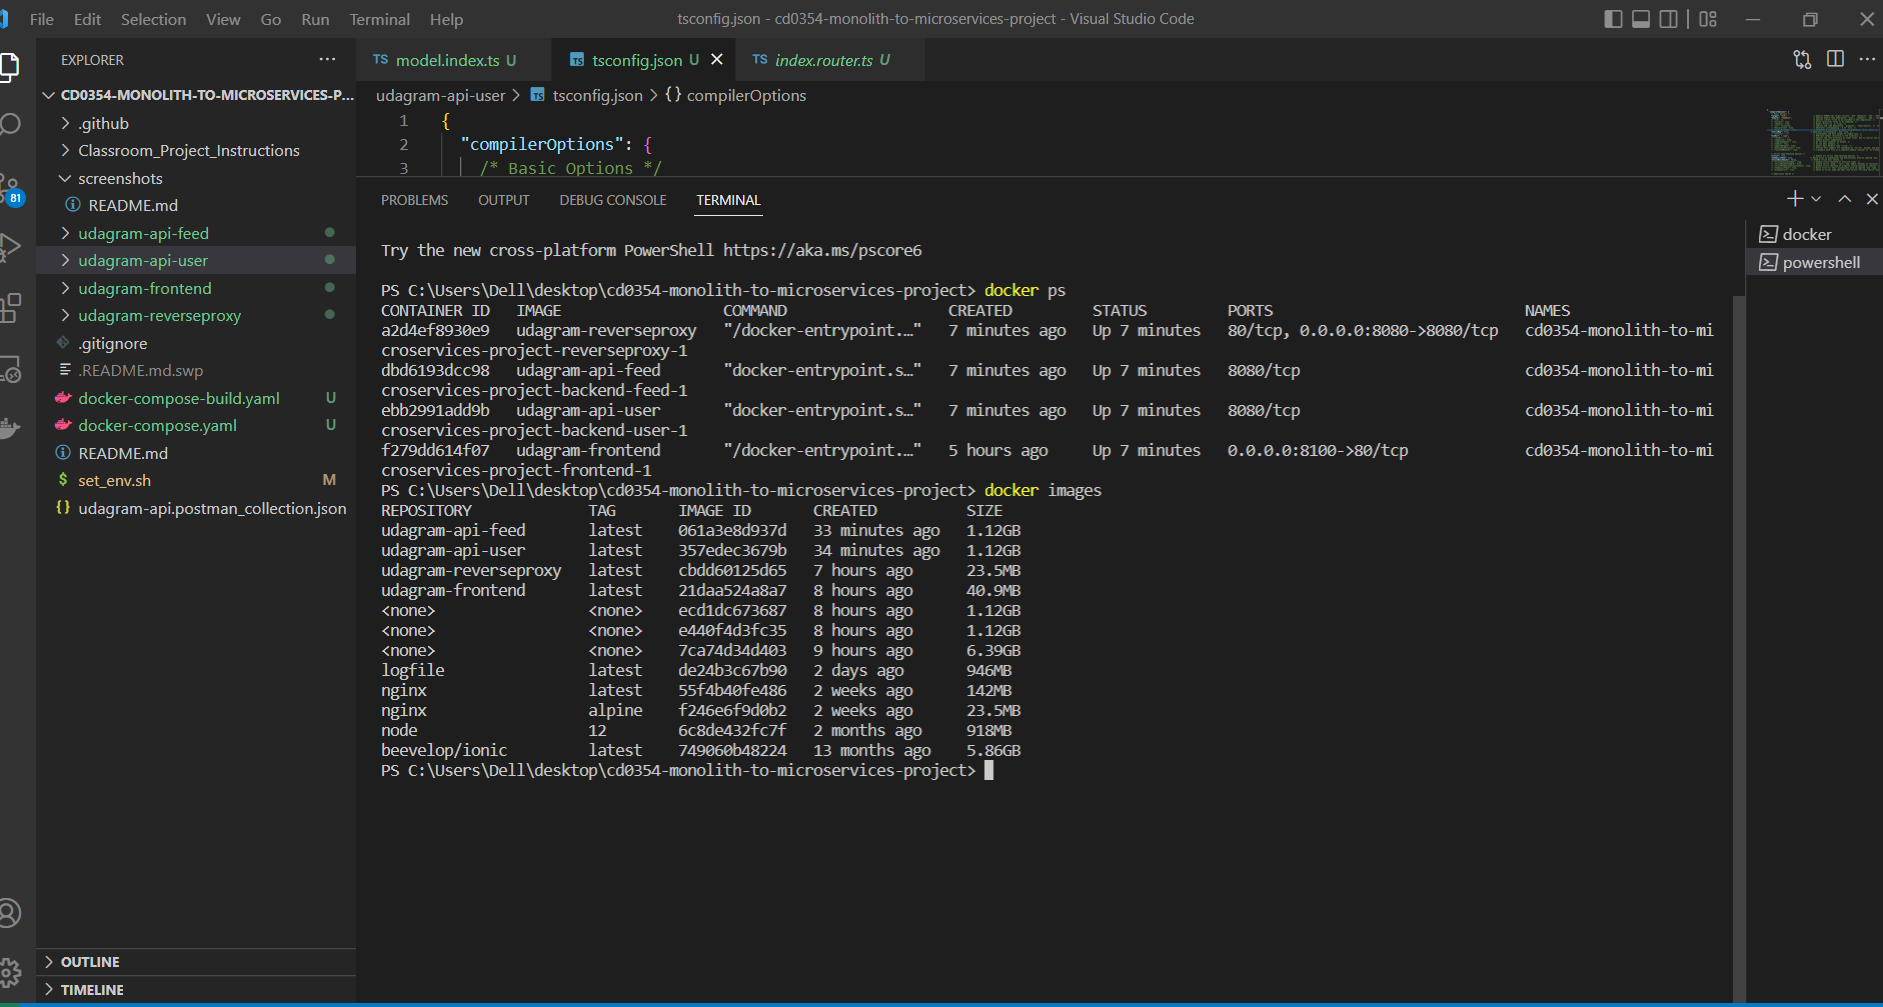 File Edit Selection View Go Run Terminal Help
tsconfig.json - cd0354-monolith-to-microservices-project - Visual Studio Code
EXPLORER
CD0354-MONOLITH-TO-MICROSERVICES-P...
.github
Classroom_Project_Instructions
screenshots
README.md
udagram-api-feed
udagram-api-user
udagram-frontend
udagram-reverseproxy
.gitignore
.README.md.swp
docker-compose-build.yaml U
docker-compose.yaml U
README.md
$ set_env.sh M
{} udagram-api.postman_collection.json
OUTLINE
TIMELINE
81
TS model.index.ts U
TS tsconfig.json U
TS index.router.ts U
udagram-api-user > TS tsconfig.json > {} compilerOptions
1 {
2 "compilerOptions": {
3 /* Basic Options */
PROBLEMS OUTPUT DEBUG CONSOLE TERMINAL
docker
powershell
Try the new cross-platform PowerShell https://aka.ms/pscore6
PS C:\Users\Dell\desktop\cd0354-monolith-to-microservices-project> docker ps
CONTAINER ID IMAGE COMMAND CREATED STATUS PORTS NAMES
a2d4ef8930e9 udagram-reverseproxy "/docker-entrypoint.…" 7 minutes ago Up 7 minutes 80/tcp, 0.0.0.0:8080->8080/tcp cd0354-monolith-to-mi
croservices-project-reverseproxy-1
dbd6193dcc98 udagram-api-feed "docker-entrypoint.s…" 7 minutes ago Up 7 minutes 8080/tcp cd0354-monolith-to-mi
croservices-project-backend-feed-1
ebb2991add9b udagram-api-user "docker-entrypoint.s…" 7 minutes ago Up 7 minutes 8080/tcp cd0354-monolith-to-mi
croservices-project-backend-user-1
f279dd614f07 udagram-frontend "/docker-entrypoint.…" 5 hours ago Up 7 minutes 0.0.0.0:8100->80/tcp cd0354-monolith-to-mi
croservices-project-frontend-1
PS C:\Users\Dell\desktop\cd0354-monolith-to-microservices-project> docker images
REPOSITORY TAG IMAGE ID CREATED SIZE
udagram-api-feed latest 061a3e8d937d 33 minutes ago 1.12GB
udagram-api-user latest 357edec3679b 34 minutes ago 1.12GB
udagram-reverseproxy latest cbdd60125d65 7 hours ago 23.5MB
udagram-frontend latest 21daa524a8a7 8 hours ago 40.9MB
<none> <none> ecd1dc673687 8 hours ago 1.12GB
<none> <none> e440f4d3fc35 8 hours ago 1.12GB
<none> <none> 7ca74d34d403 9 hours ago 6.39GB
logfile latest de24b3c67b90 2 days ago 946MB
nginx latest 55f4b40fe486 2 weeks ago 142MB
nginx alpine f246e6f9d0b2 2 weeks ago 23.5MB
node 12 6c8de432fc7f 2 months ago 918MB
beevelop/ionic latest 749060b48224 13 months ago 5.86GB
PS C:\Users\Dell\desktop\cd0354-monolith-to-microservices-project>